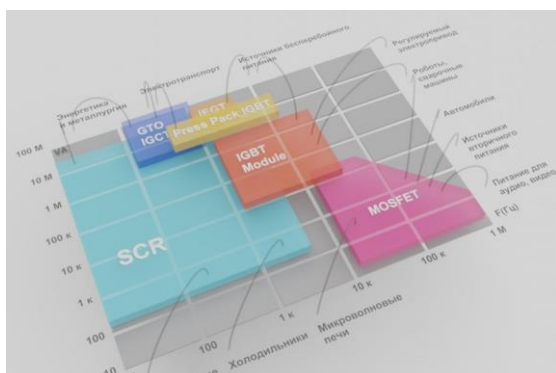 Энергетика
и металлургия
Электротранспорт
Источники бесперебойного
питания
Регулируемый
электропривод
Роботы,
сварочные
машины
Автомобили
Источники
вторичного
питания
Питание для
аудио, видео
VA
100 M
10 M
1 M
100 к
10 к
1 к
100
10
GTO
IGCT
IEGT
Press Pack IGBT
IGBT
Module
SCR
MOSFET
100
1 к
10 к
100 к
1 M
F(Гц)
Холодильники
Микроволновые
печи